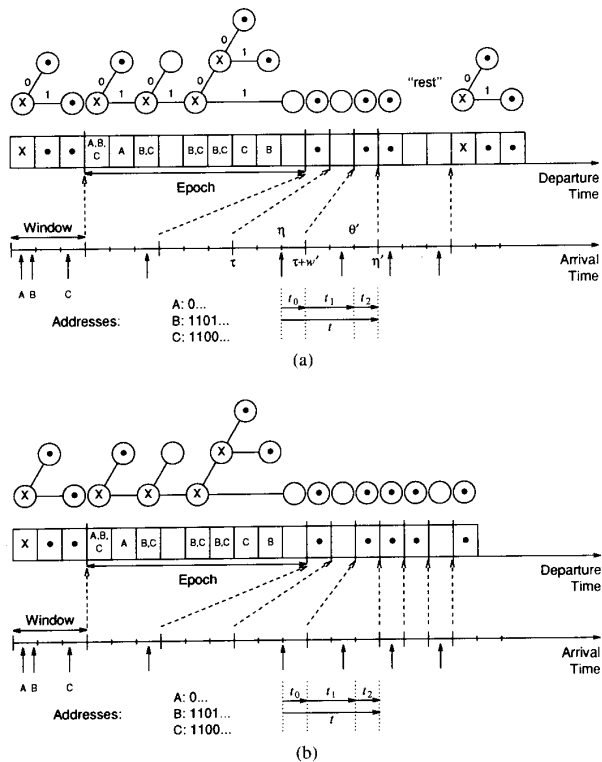 0 0 0 0 0
1 1 1 1 1 1
"rest"
X X X X X X
X • • A,B,C A B,C B,C B,C C B • • • X • •
Departure Time
Epoch
Window
η θ'
τ τ+w' η'
Arrival Time
A B C
t₀ t₁ t₂
t
Addresses:
A: 0...
B: 1101...
C: 1100...
(a)
X X X X X
X • • A,B,C A B,C B,C B,C C B • • • • •
Departure Time
Epoch
Window
Arrival Time
A B C
t₀ t₁ t₂
t
Addresses:
A: 0...
B: 1101...
C: 1100...
(b)